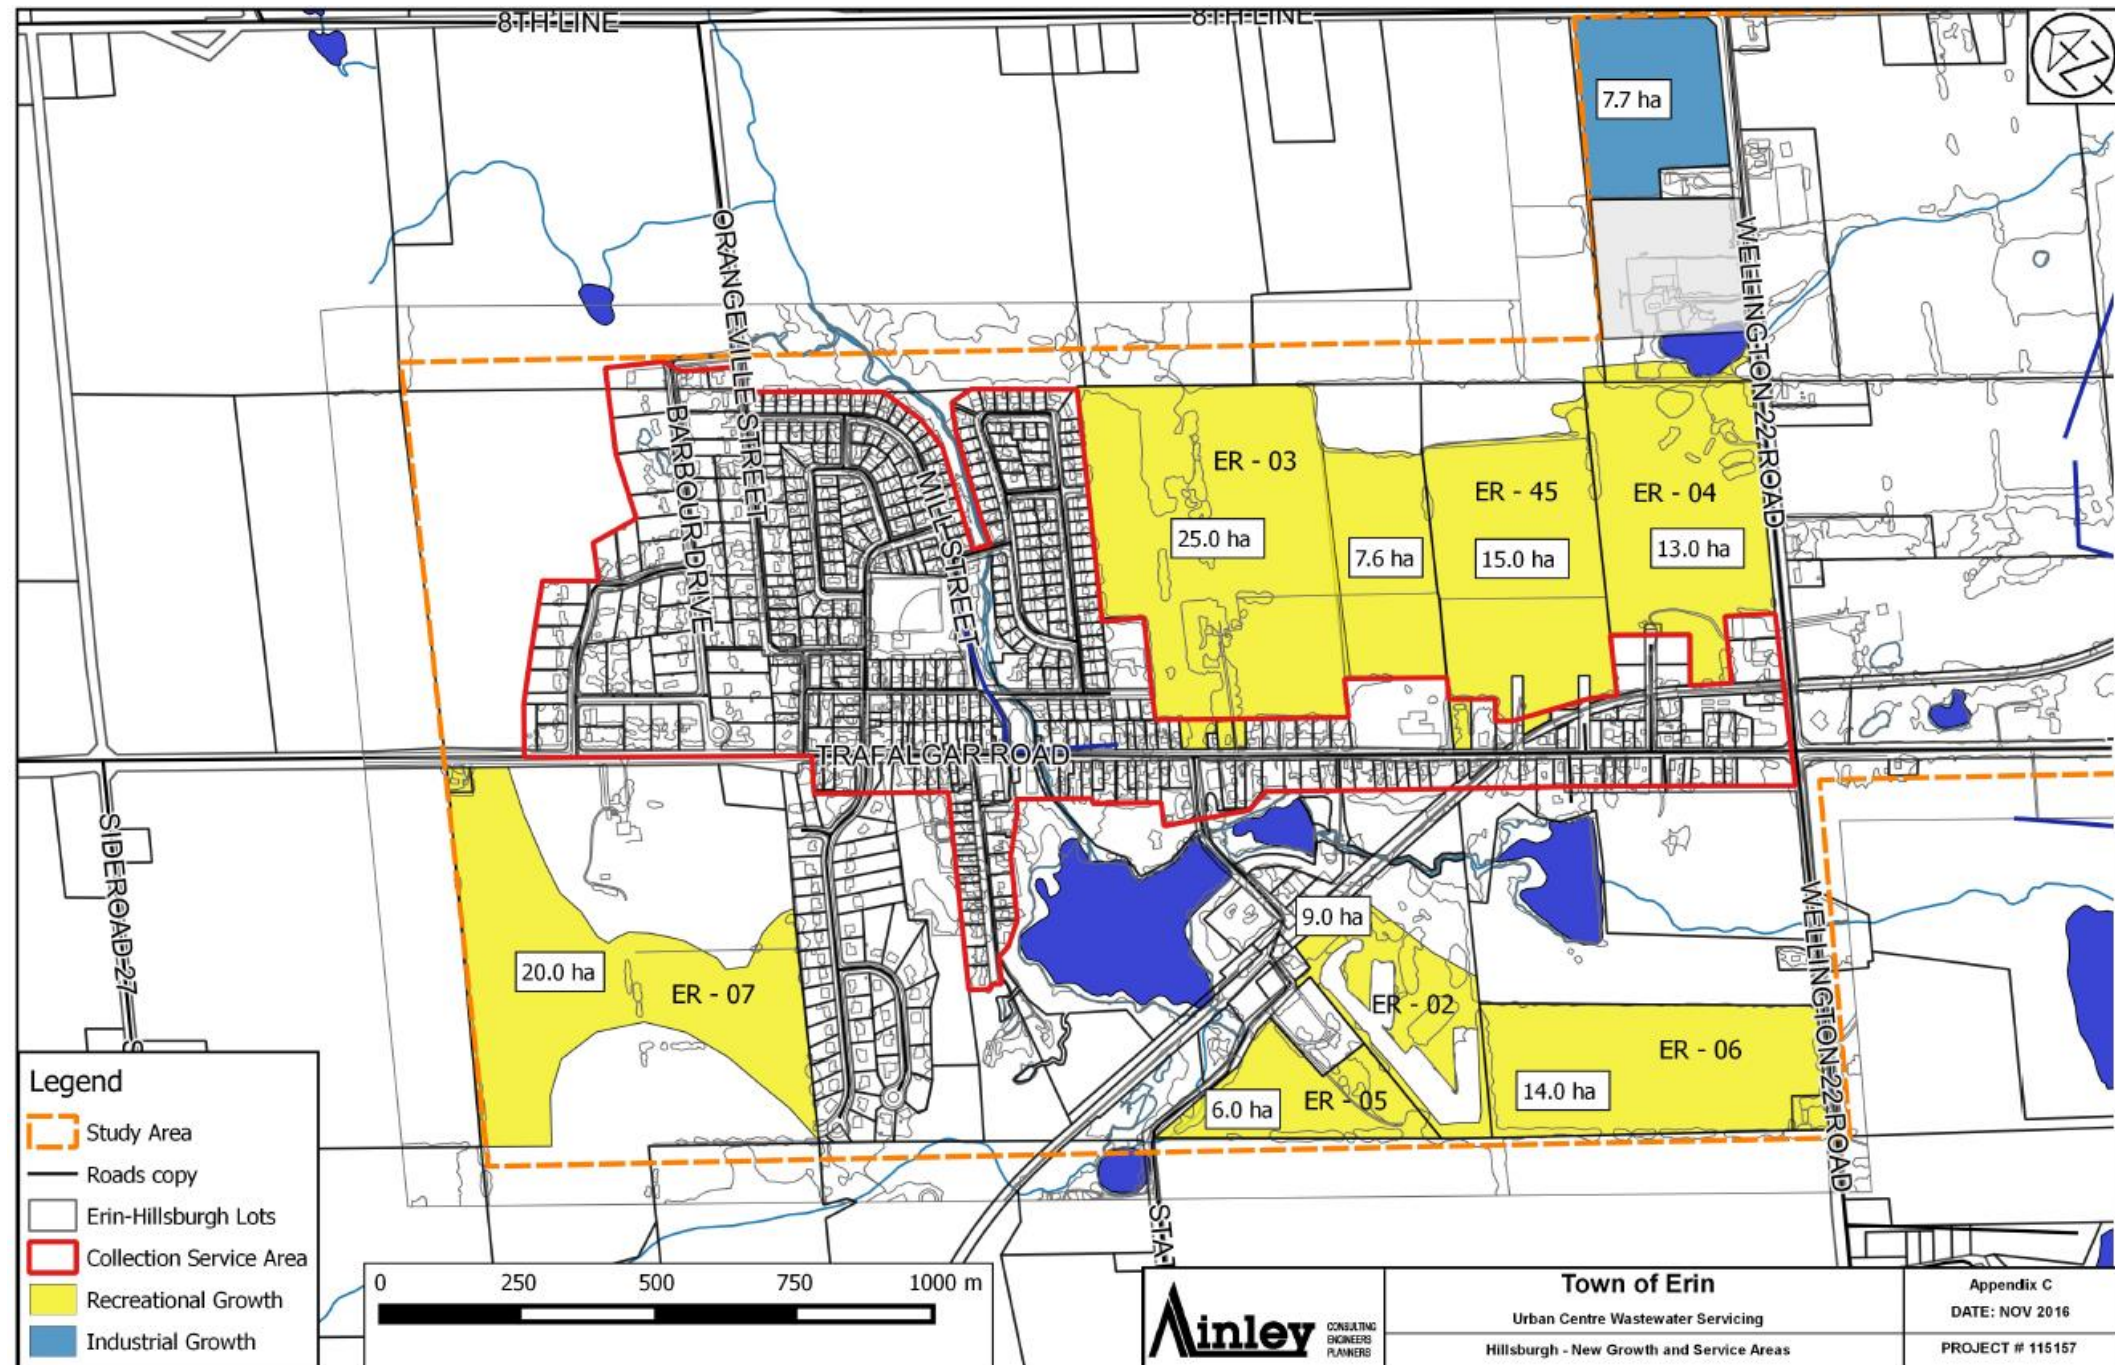 8TH LINE
8TH LINE
7.7 ha
ORANGEVILLE STREET
WELLINGTON 22 ROAD
BARBOUR DRIVE
MILL STREET
ER - 03
ER - 45
ER - 04
25.0 ha
7.6 ha
15.0 ha
13.0 ha
TRAFALGAR ROAD
SIDEROAD 27
9.0 ha
WELLINGTON 22 ROAD
20.0 ha
ER - 07
ER - 02
ER - 06
14.0 ha
6.0 ha
ER - 05
STA
Legend
Study Area
Roads copy
Erin-Hillsburgh Lots
Collection Service Area
Recreational Growth
Industrial Growth
0 250 500 750 1000 m
Ainley
CONSULTING
ENGINEERS
PLANNERS
Town of Erin
Urban Centre Wastewater Servicing
Hillsburgh - New Growth and Service Areas
Appendix C
DATE: NOV 2016
PROJECT # 115157